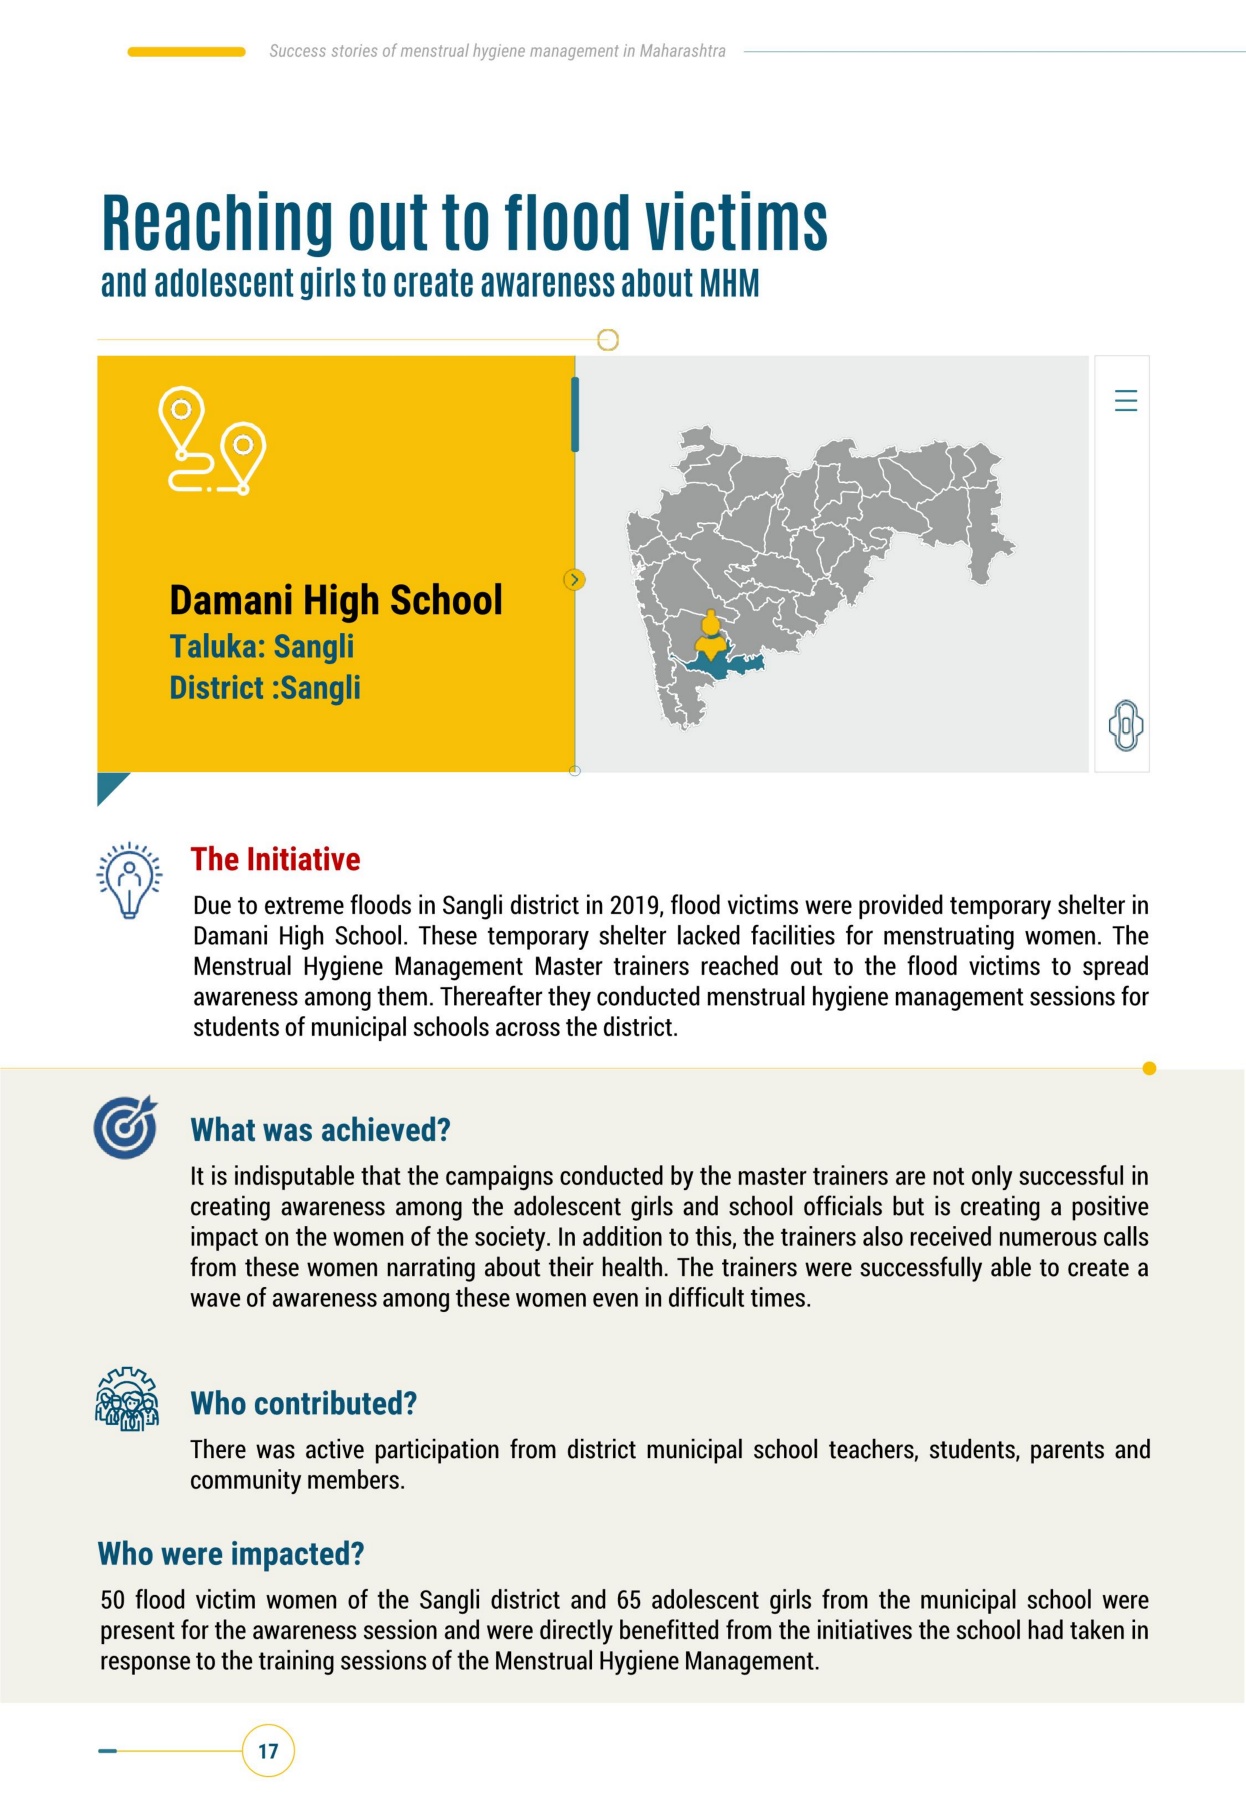 Success stories of menstrual hygiene management in Maharashtra
Reaching out to flood victims
and adolescent girls to create awareness about MHM
Damani High School
Taluka: Sangli
District :Sangli
The Initiative
Due to extreme floods in Sangli district in 2019, flood victims were provided temporary shelter in
Damani High School. These temporary shelter lacked facilities for menstruating women. The
Menstrual Hygiene Management Master trainers reached out to the flood victims to spread
awareness among them. Thereafter they conducted menstrual hygiene management sessions for
students of municipal schools across the district.
What was achieved?
It is indisputable that the campaigns conducted by the master trainers are not only successful in
creating awareness among the adolescent girls and school officials but is creating a positive
impact on the women of the society. In addition to this, the trainers also received numerous calls
from these women narrating about their health. The trainers were successfully able to create a
wave of awareness among these women even in difficult times.
Who contributed?
There was active participation from district municipal school teachers, students, parents and
community members.
Who were impacted?
50 flood victim women of the Sangli district and 65 adolescent girls from the municipal school were
present for the awareness session and were directly benefitted from the initiatives the school had taken in
response to the training sessions of the Menstrual Hygiene Management.
17